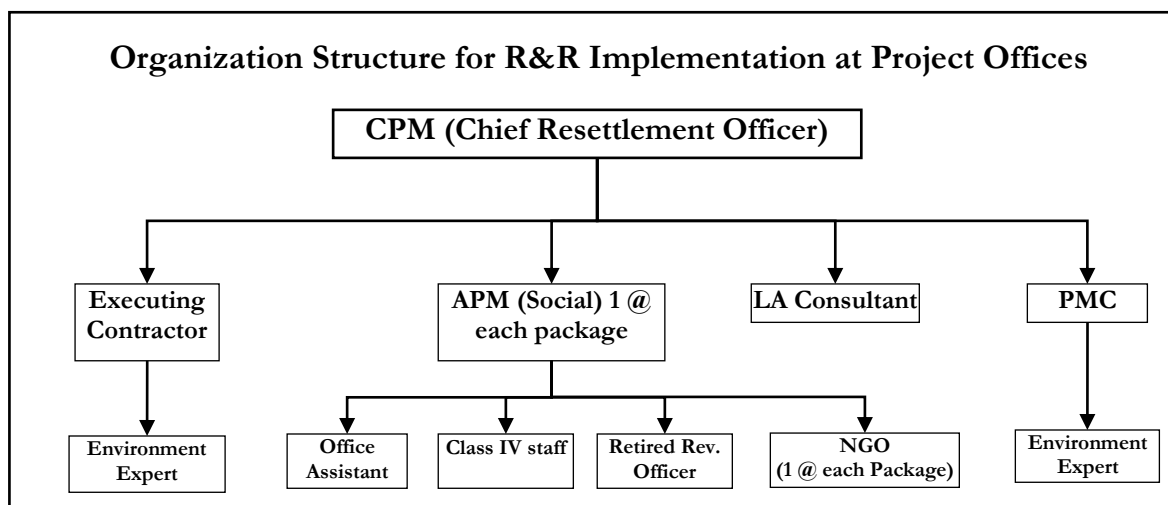 Organization Structure for R&R Implementation at Project Offices
CPM (Chief Resettlement Officer)
Executing
Contractor
APM (Social) 1 @
each package
LA Consultant
PMC
Environment
Expert
Office
Assistant
Class IV staff
Retired Rev.
Officer
NGO
(1 @ each Package)
Environment
Expert